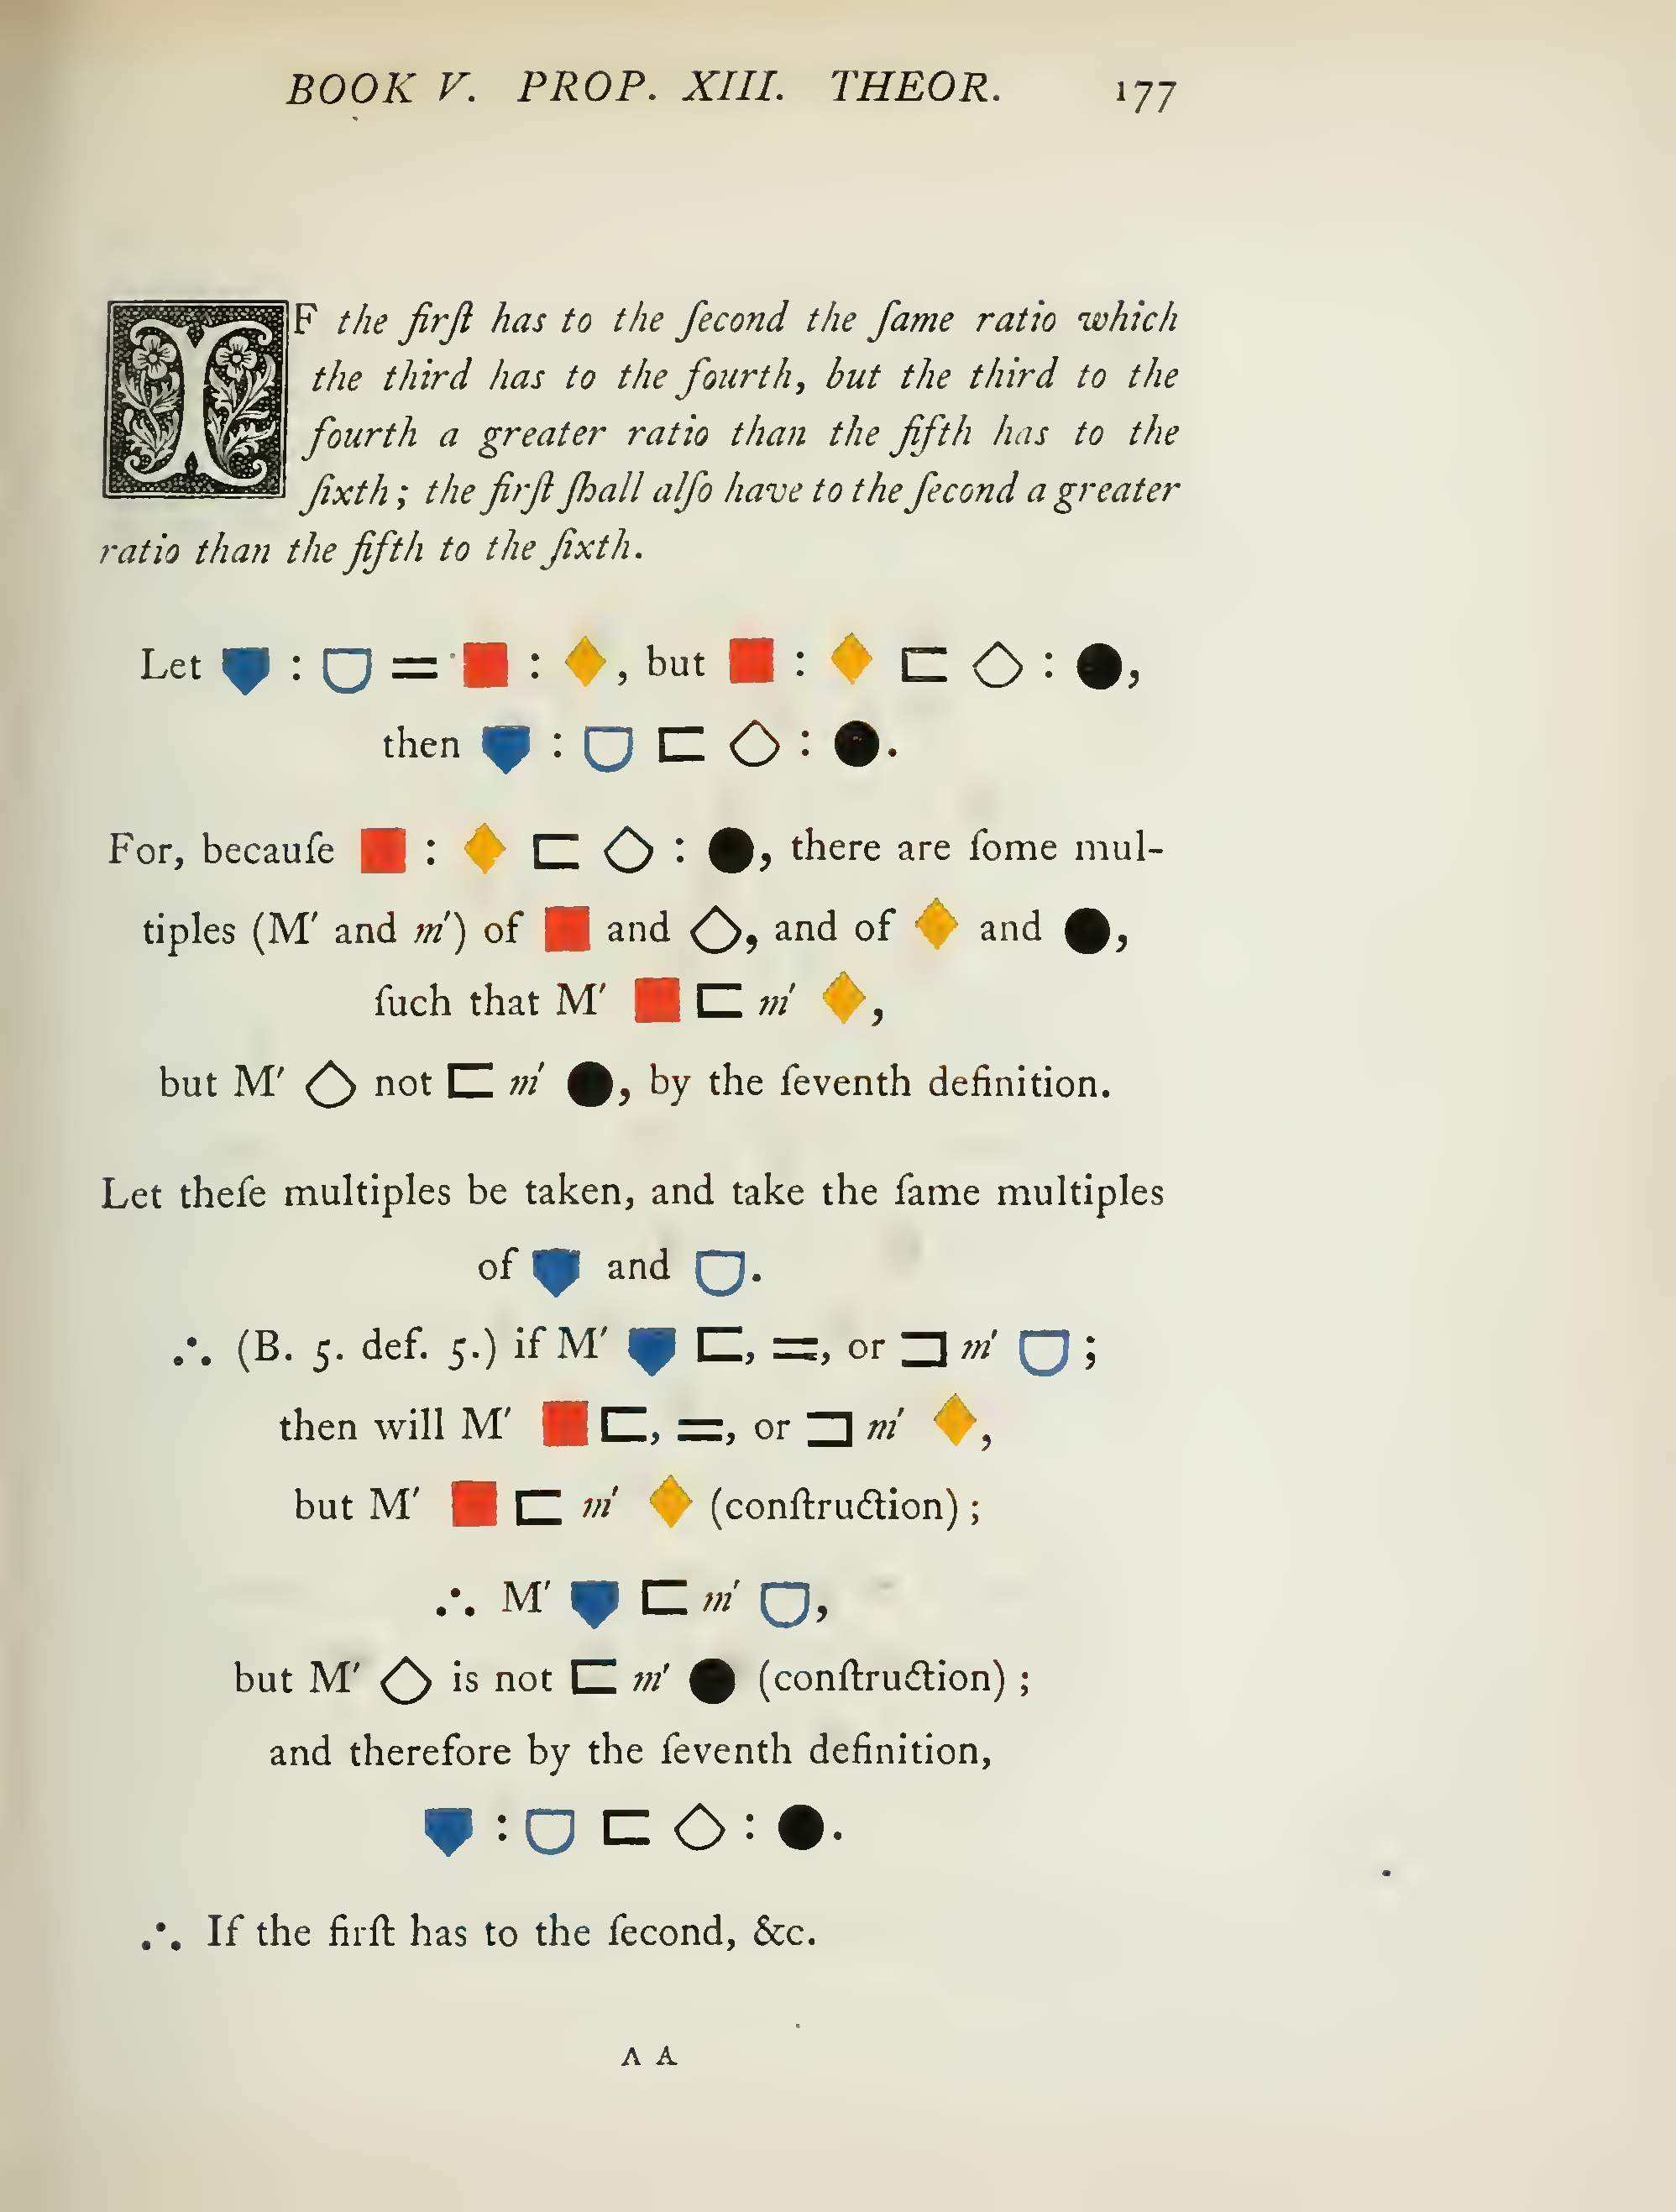 BOOK V. PROP. XIII. THEOR. 177
IF the firſt has to the ſecond the ſame ratio which
the third has to the fourth, but the third to the
fourth a greater ratio than the fifth has to the
ſixth; the firſt ſhall alſo have to the ſecond a greater
ratio than the fifth to the ſixth.
Let : = : , but : ⊏ : ,
then : ⊏ : .
For, becauſe : ⊏ : , there are ſome mul-
tiples (M′ and m′) of and , and of and ,
ſuch that M′ ⊏ m′ ,
but M′ not ⊏ m′ , by the ſeventh definition.
Let theſe multiples be taken, and take the ſame multiples
of and .
∴ (B. 5. def. 5.) if M′ ⊏, =, or ⊐ m′ ;
then will M′ ⊏, =, or ⊐ m′ ,
but M′ ⊏ m′ (conſtruction) ;
∴ M′ ⊏ m′ ,
but M′ is not ⊏ m′ (conſtruction) ;
and therefore by the ſeventh definition,
: ⊏ : .
∴ If the firſt has to the ſecond, &c.
A A